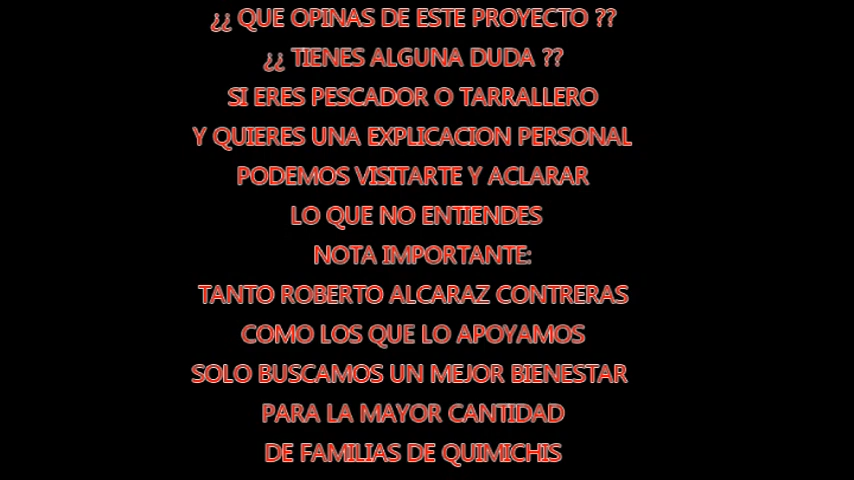 ¿¿ QUE OPINAS DE ESTE PROYECTO ??
¿¿ TIENES ALGUNA DUDA ??
SI ERES PESCADOR O TARRALLERO
Y QUIERES UNA EXPLICACION PERSONAL
PODEMOS VISITARTE Y ACLARAR
LO QUE NO ENTIENDES
NOTA IMPORTANTE:
TANTO ROBERTO ALCARAZ CONTRERAS
COMO LOS QUE LO APOYAMOS
SOLO BUSCAMOS UN MEJOR BIENESTAR
PARA LA MAYOR CANTIDAD
DE FAMILIAS DE QUIMICHIS